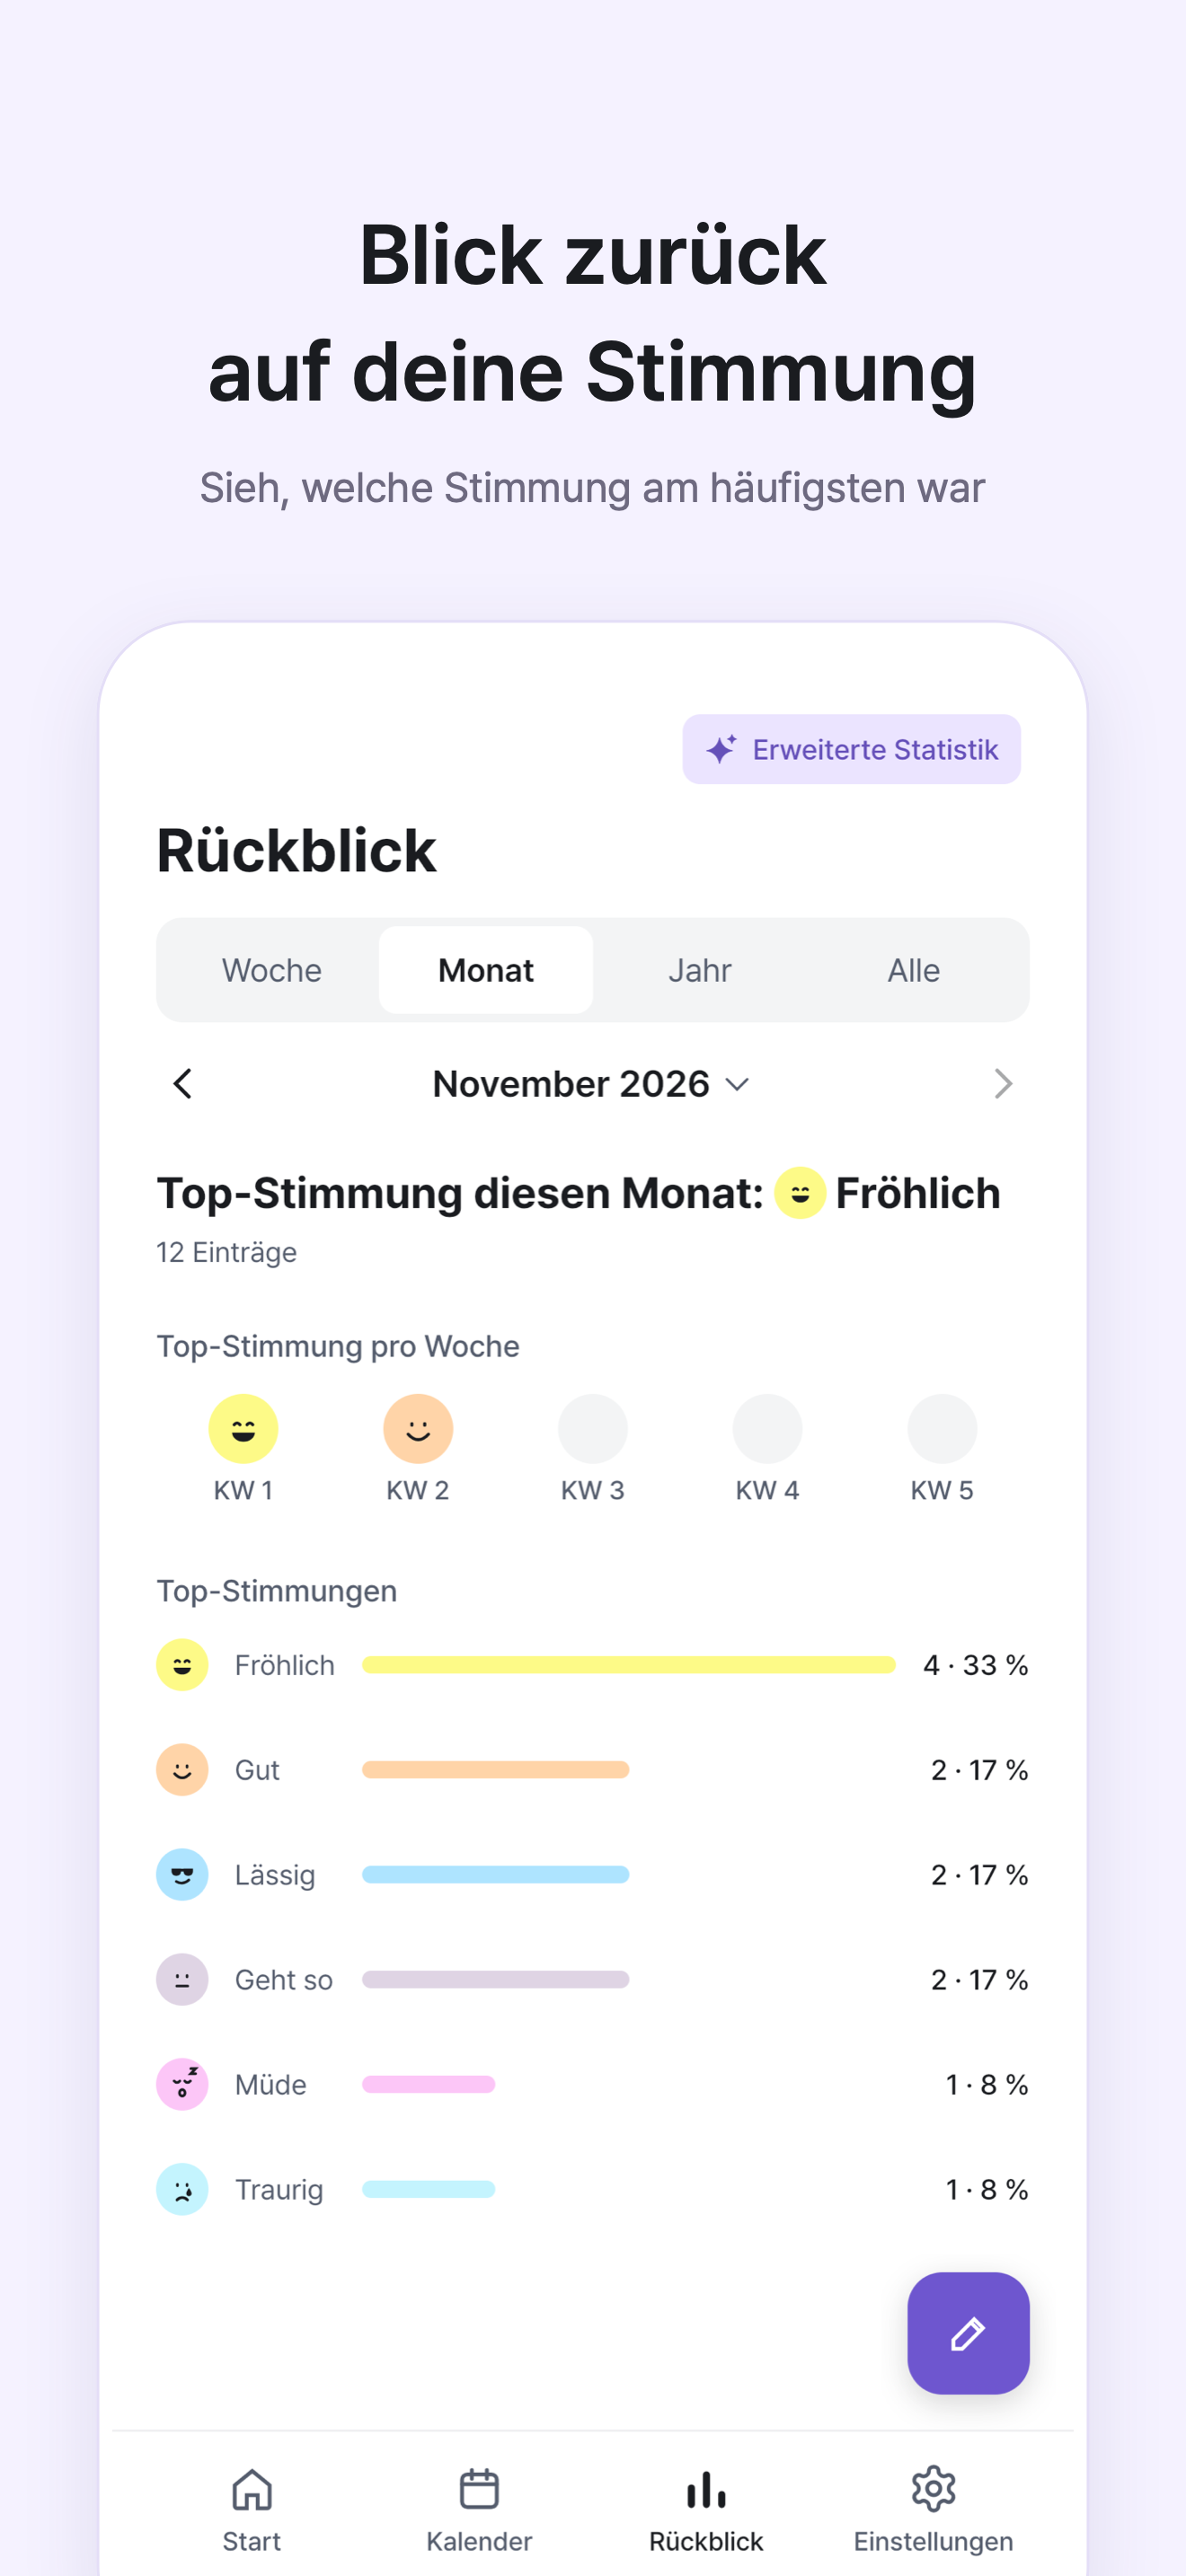 Blick zurück
auf deine Stimmung
Sieh, welche Stimmung am häufigsten war
Erweiterte Statistik
Rückblick
Woche Monat Jahr Alle
November 2026
Top-Stimmung diesen Monat: Fröhlich
12 Einträge
Top-Stimmung pro Woche
KW 1 KW 2 KW 3 KW 4 KW 5
Top-Stimmungen
Fröhlich 4 · 33 %
Gut 2 · 17 %
Lässig 2 · 17 %
Geht so 2 · 17 %
Müde 1 · 8 %
Traurig 1 · 8 %
Start Kalender Rückblick Einstellungen